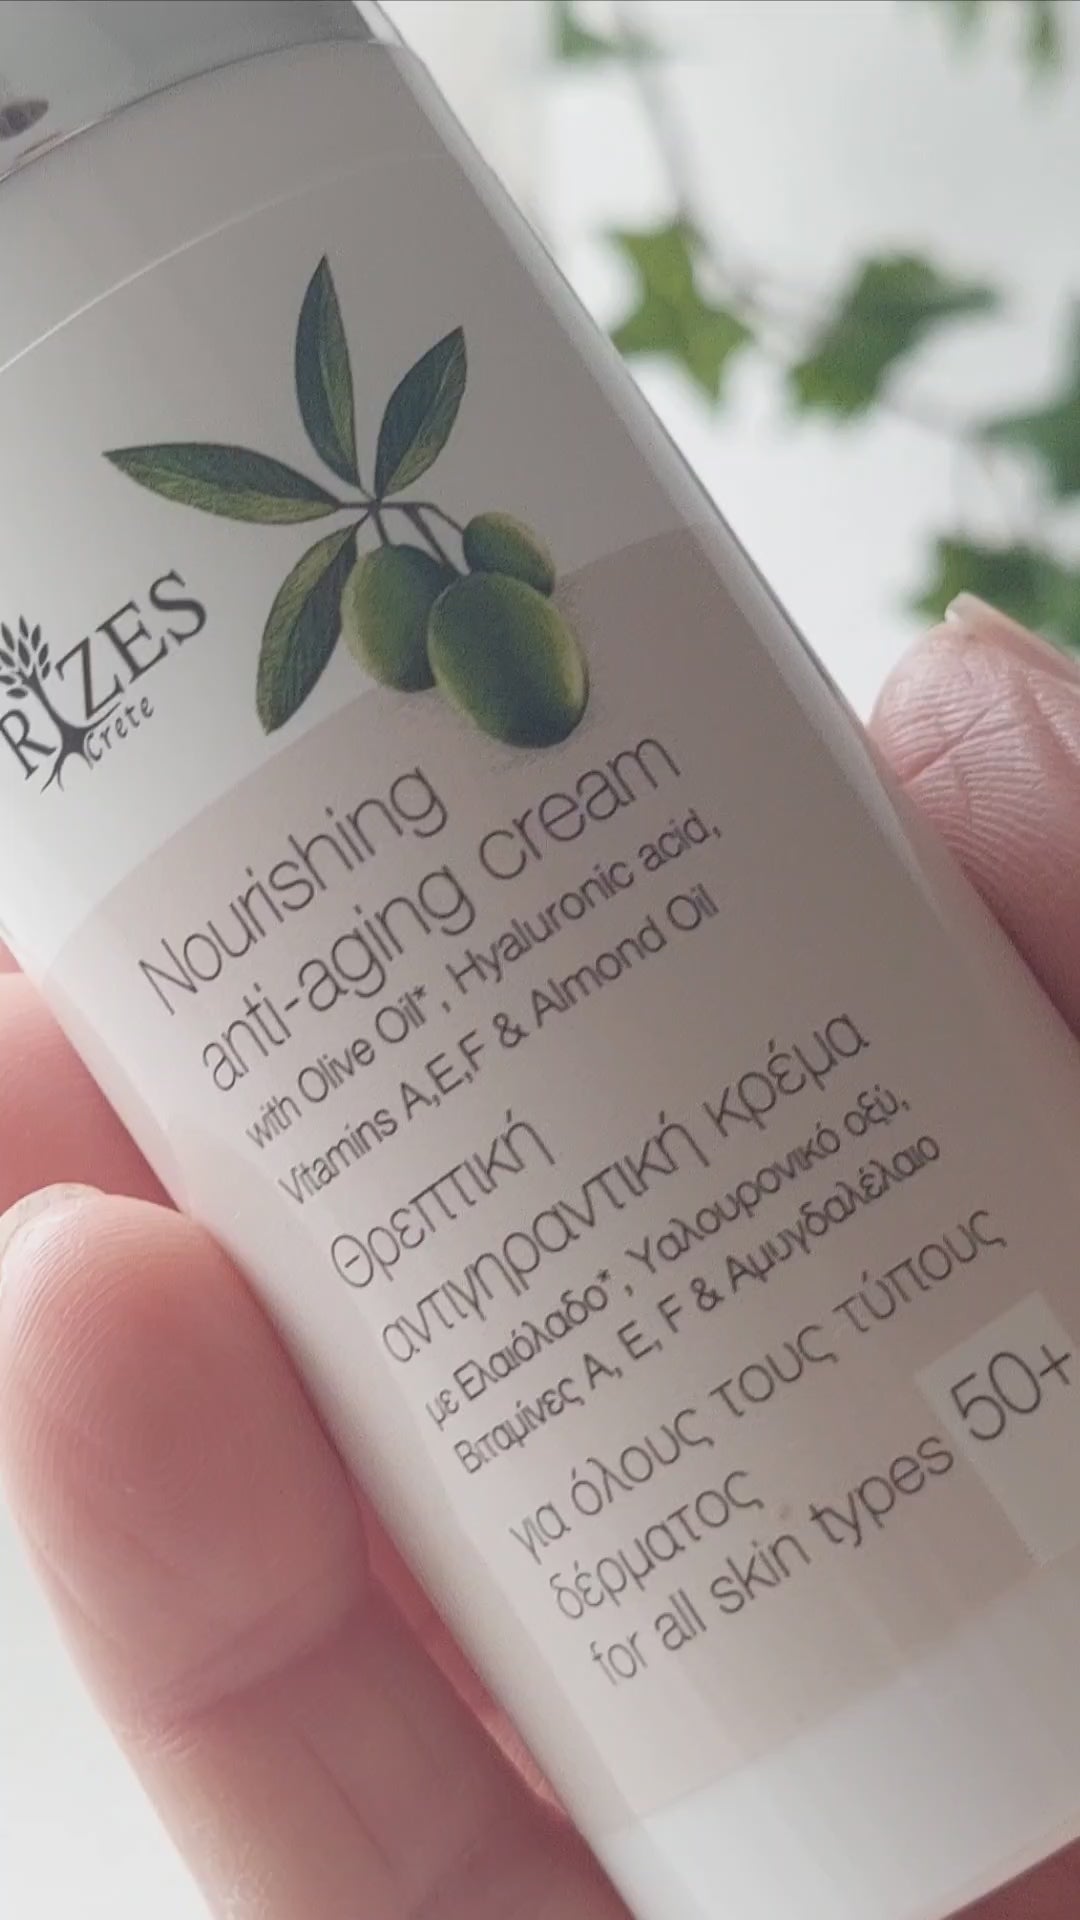 RIZES
Crete
Nourishing
anti-aging cream
with Olive Oil*, Hyaluronic acid,
Vitamins A,E,F & Almond Oil
Θρεπτική
αντιγηραντική κρέμα
με Ελαιόλαδο*, Υαλουρονικό οξύ,
Βιταμίνες A, E, F & Αμυγδαλέλαιο
για όλους τους τύπους
δέρματος
for all skin types 50+